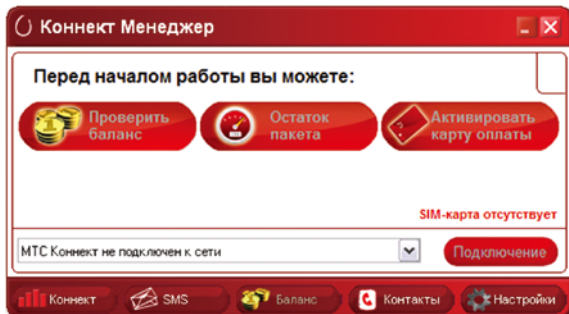 Коннект Менеджер
Перед началом работы вы можете:
Проверить баланс
Остаток пакета
Активировать карту оплаты
SIM-карта отсутствует
МТС Коннект не подключен к сети
Подключение
Коннект
SMS
Баланс
Контакты
Настройки